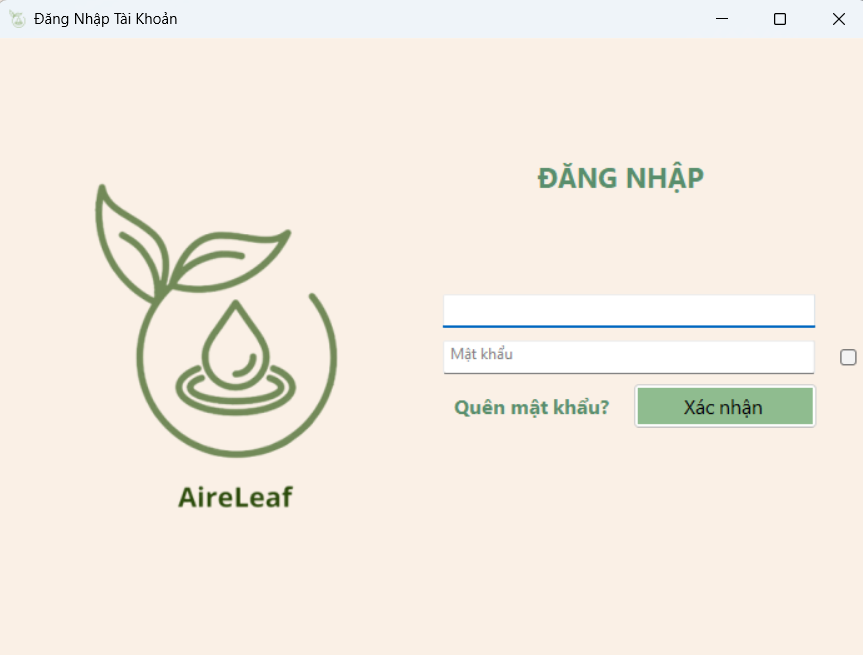 Đăng Nhập Tài Khoản
ĐĂNG NHẬP
Mật khẩu
Quên mật khẩu?
Xác nhận
AireLeaf